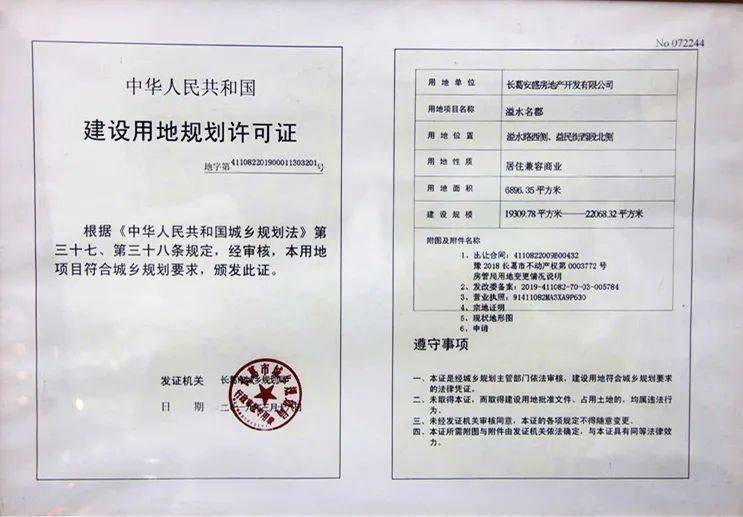 中华人民共和国
建设用地规划许可证
地字第411082201900011303201号
根据《中华人民共和国城乡规划法》第
三十七、第三十八条规定，经审核，本用地
项目符合城乡规划要求，颁发此证。
发证机关
日 期
No 072244
用地单位 长葛安盛房地产开发有限公司
用地项目名称 溢水名郡
用地位置 溢水路西侧、益民街西段北侧
用地性质 居住兼容商业
用地面积 6896.35 平方米
建设规模 19309.78 平方米——22068.32 平方米
附图及附件名称
1、出让合同：4110822009B00432
豫 2018 长葛市不动产权第 0003772 号
房管局用地变更情况说明
2、发改委备案：2019-411082-70-03-005784
3、营业执照：91411082MA3XA9P630
4、宗地证明
5、现状地形图
6、申请
遵守事项
一、本证是经城乡规划主管部门依法审核，建设用地符合城乡规划要求
的法律凭证。
二、未取得本证，而取得建设用地批准文件、占用土地的，均属违法行
为。
三、未经发证机关审核同意，本证的各项规定不得随意变更。
四、本证所需附图与附件由发证机关依法确定，与本证具有同等法律效
力。